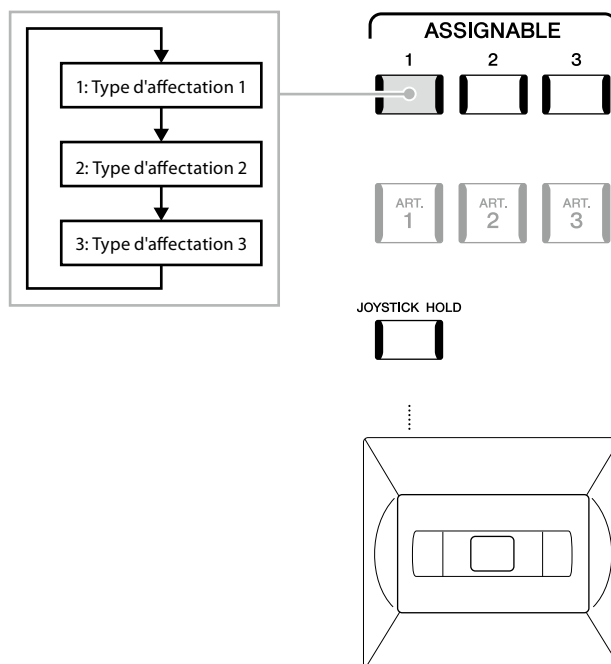 ASSIGNABLE
1 2 3
1: Type d'affectation 1
2: Type d'affectation 2
3: Type d'affectation 3
ART. ART. ART.
1 2 3
JOYSTICK HOLD